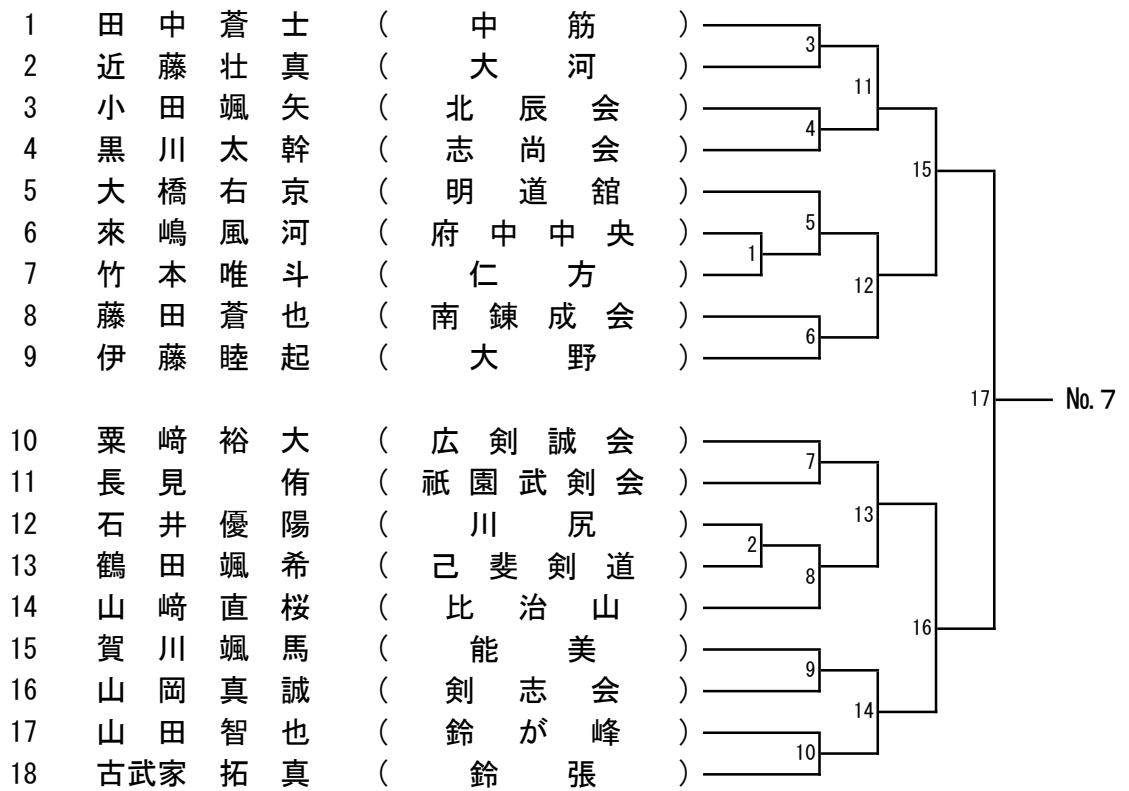 1 田中蒼士 (中筋)
2 近藤壮真 (大河)
3 小田颯矢 (北辰会)
4 黒川太幹 (志尚会)
5 大橋右京 (明道舘)
6 來嶋風河 (府中中央)
7 竹本唯斗 (仁方)
8 藤田蒼也 (南錬成会)
9 伊藤睦起 (大野)
10 粟﨑裕大 (広剣誠会)
11 長見侑 (祇園武剣会)
12 石井優陽 (川尻)
13 鶴田颯希 (己斐剣道)
14 山﨑直桜 (比治山)
15 賀川颯馬 (能美)
16 山岡真誠 (剣志会)
17 山田智也 (鈴が峰)
18 古武家拓真 (鈴張)
3
11
4
15
5
1
12
6
17
№7
7
13
2
8
16
9
14
10